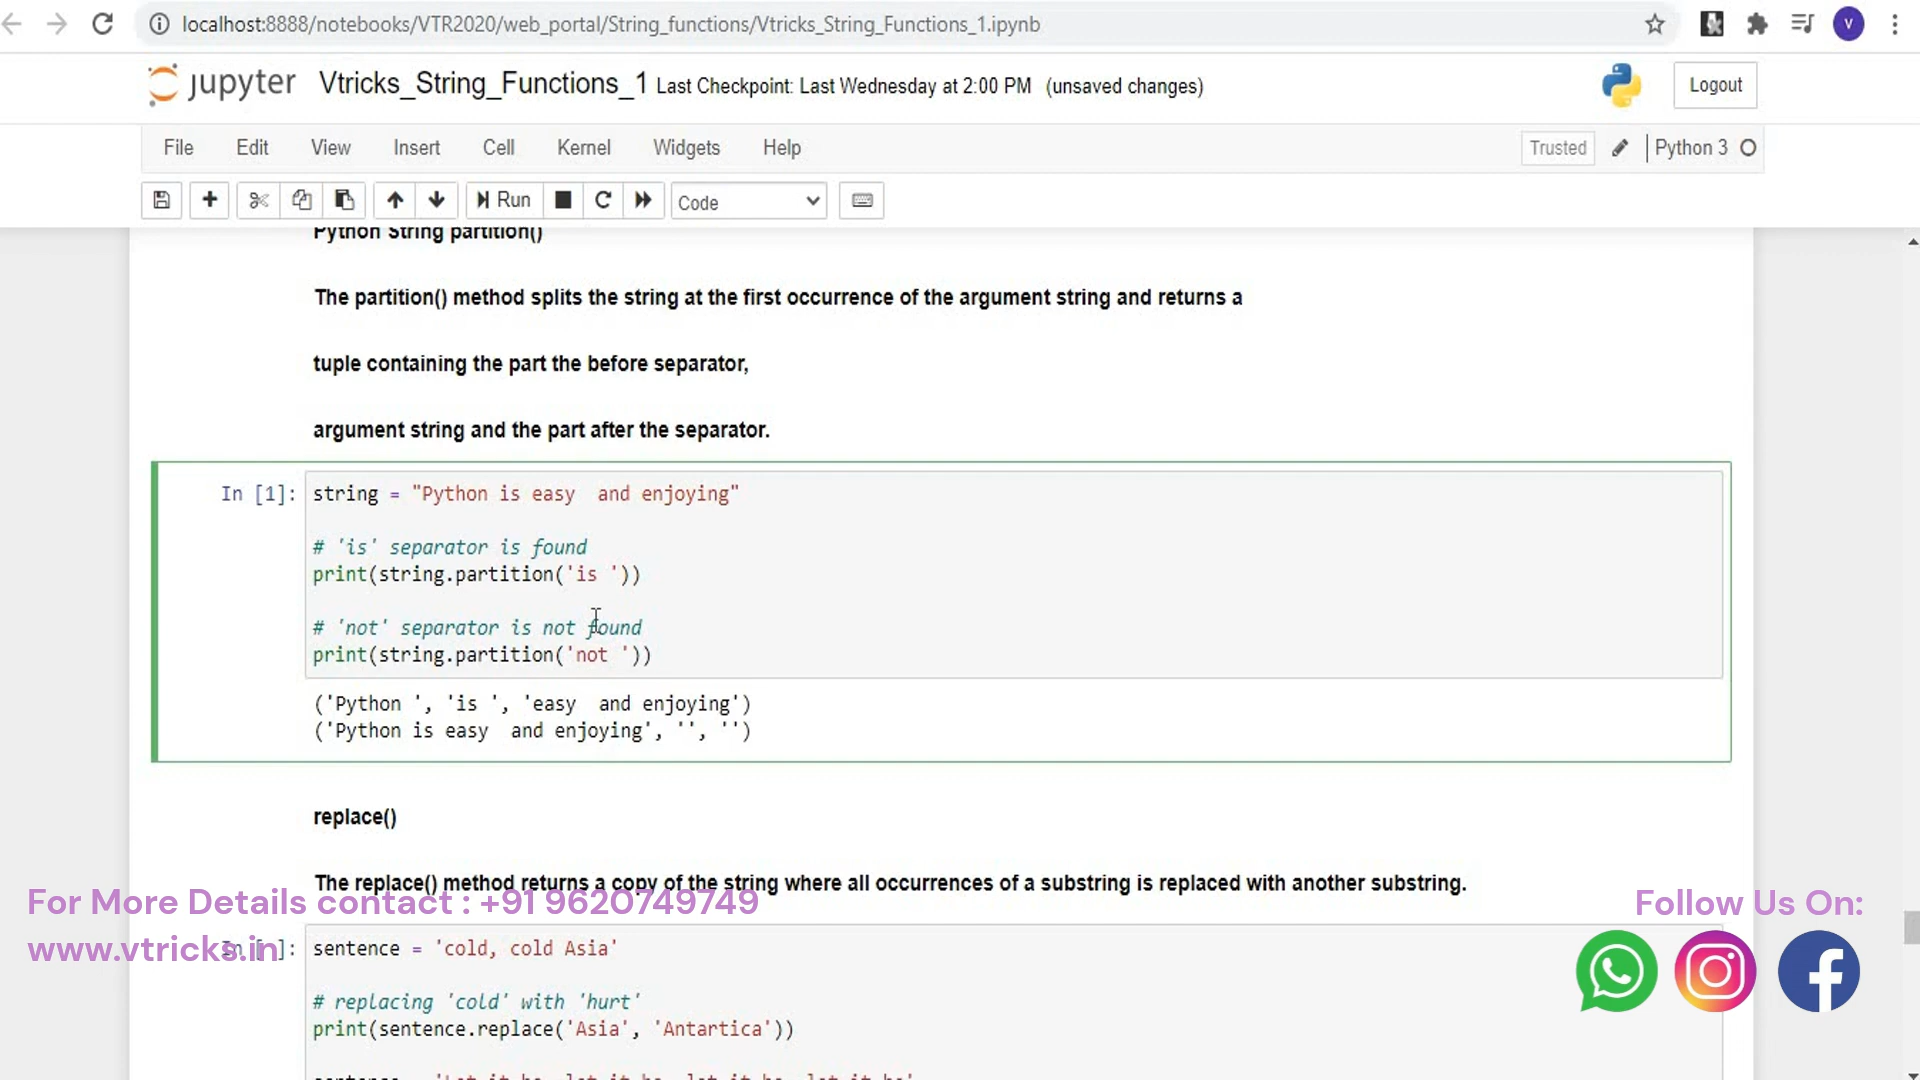 localhost:8888/notebooks/VTR2020/web_portal/String_functions/Vtricks_String_Functions_1.ipynb
V
jupyter Vtricks_String_Functions_1 Last Checkpoint: Last Wednesday at 2:00 PM (unsaved changes)
Logout
File Edit View Insert Cell Kernel Widgets Help
Trusted Python 3
Run Code
Python String partition()
The partition() method splits the string at the first occurrence of the argument string and returns a
tuple containing the part the before separator,
argument string and the part after the separator.
In [1]: string = "Python is easy  and enjoying"
# 'is' separator is found
print(string.partition('is '))
# 'not' separator is not found
print(string.partition('not '))
('Python ', 'is ', 'easy  and enjoying')
('Python is easy  and enjoying', '', '')
replace()
The replace() method returns a copy of the string where all occurrences of a substring is replaced with another substring.
For More Details contact : +91 9620749749
Follow Us On:
www.vtricks.in
In [ ]: sentence = 'cold, cold Asia'
# replacing 'cold' with 'hurt'
print(sentence.replace('Asia', 'Antartica'))